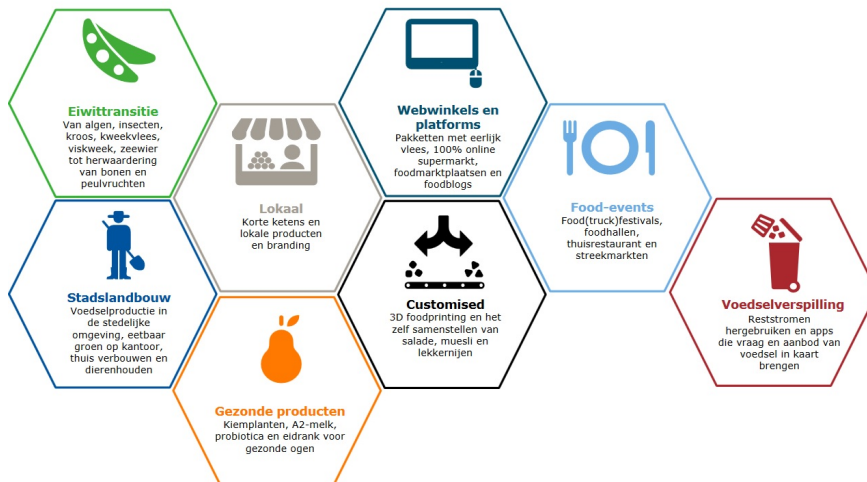 Eiwittransitie
Van algen, insecten,
kroos, kweekvlees,
viskweek, zeewier
tot herwaardering
van bonen en
peulvruchten
Lokaal
Korte ketens en
lokale producten
en branding
Webwinkels en
platforms
Pakketten met eerlijk
vlees, 100% online
supermarkt,
foodmarktplaatsen en
foodblogs
Food-events
Food(truck)festivals,
foodhallen,
thuisrestaurant en
streekmarkten
Stadslandbouw
Voedselproductie in
de stedelijke
omgeving, eetbaar
groen op kantoor,
thuis verbouwen en
dierenhouden
Gezonde producten
Kiemplanten, A2-melk,
probiotica en eidrank voor
gezonde ogen
Customised
3D foodprinting en het
zelf samenstellen van
salade, muesli en
lekkernijen
Voedselverspilling
Reststromen
hergebruiken en apps
die vraag en aanbod van
voedsel in kaart
brengen